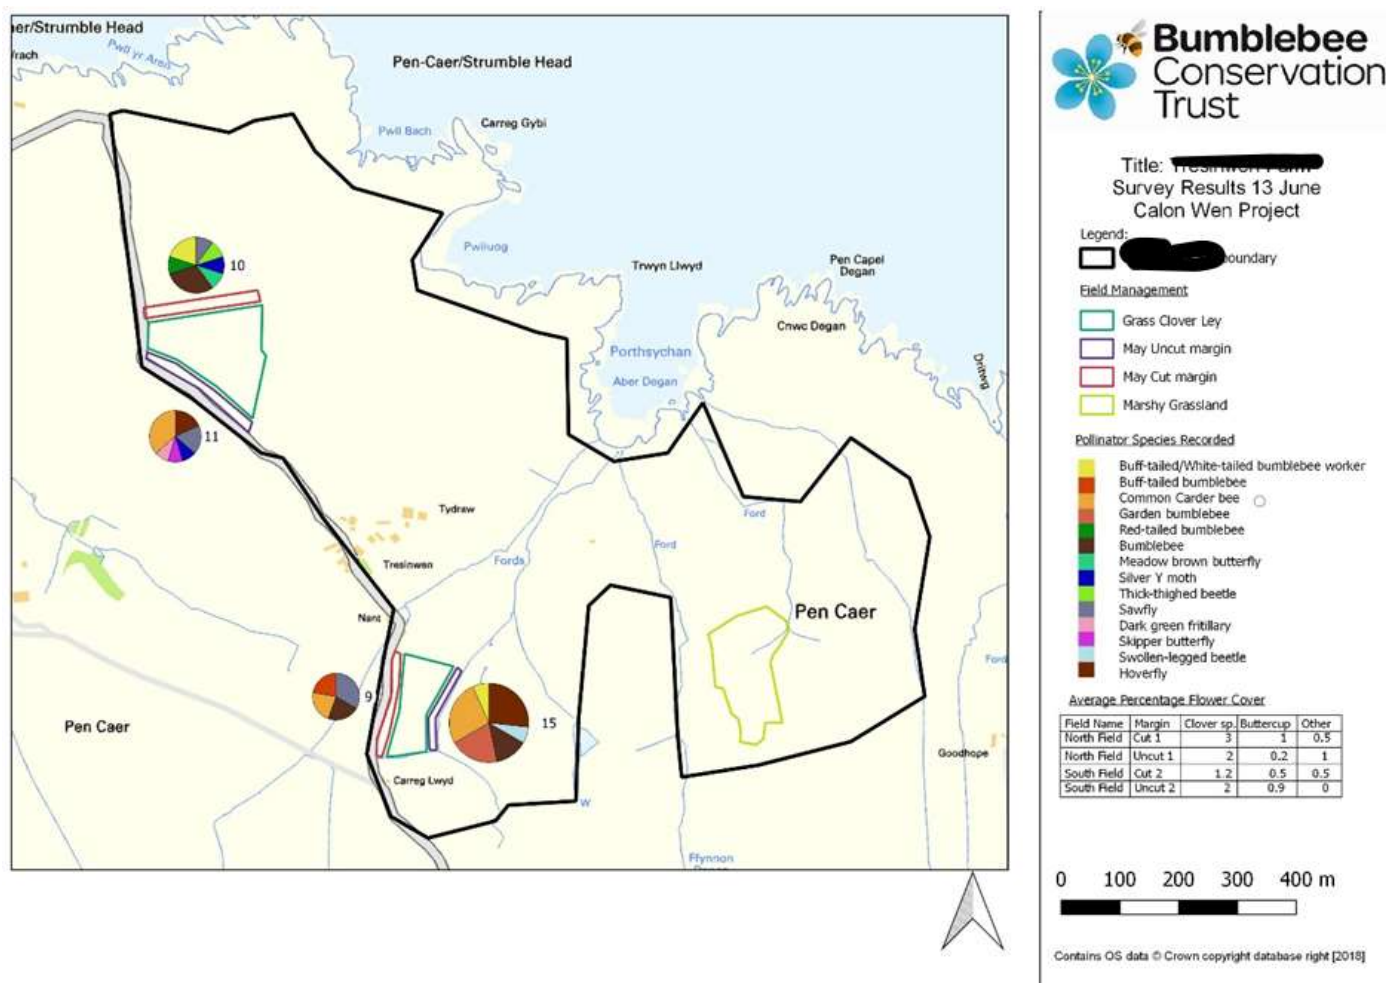 er/Strumble Head
Pwll yr Arian
rach
Pen-Caer/Strumble Head
Pwll Bach
Carreg Gybi
Pwlluog
Trwyn Llwyd
Pen Capel
Degan
Cnwc Degan
Porthsychan
Aber Degan
Dritwg
10
11
Tydraw
Tresinwen
Nant
Fords
Ford
Ford
Pen Caer
Ford
Pen Caer
9
15
Carreg Llwyd
Goodhope
W
Ffynnon
Bumblebee
Conservation
Trust
Title:
Survey Results 13 June
Calon Wen Project
Legend:
oundary
Field Management
Grass Clover Ley
May Uncut margin
May Cut margin
Marshy Grassland
Pollinator Species Recorded
Buff-tailed/White-tailed bumblebee worker
Buff-tailed bumblebee
Common Carder bee
Garden bumblebee
Red-tailed bumblebee
Bumblebee
Meadow brown butterfly
Silver Y moth
Thick-thighed beetle
Sawfly
Dark green fritillary
Skipper butterfly
Swollen-legged beetle
Hoverfly
Average Percentage Flower Cover
Field Name Margin Clover sp. Buttercup Other
North Field Cut 1 3 1 0.5
North Field Uncut 1 2 0.2 1
South Field Cut 2 1.2 0.5 0.5
South Field Uncut 2 2 0.9 0
0 100 200 300 400 m
Contains OS data © Crown copyright database right [2018]